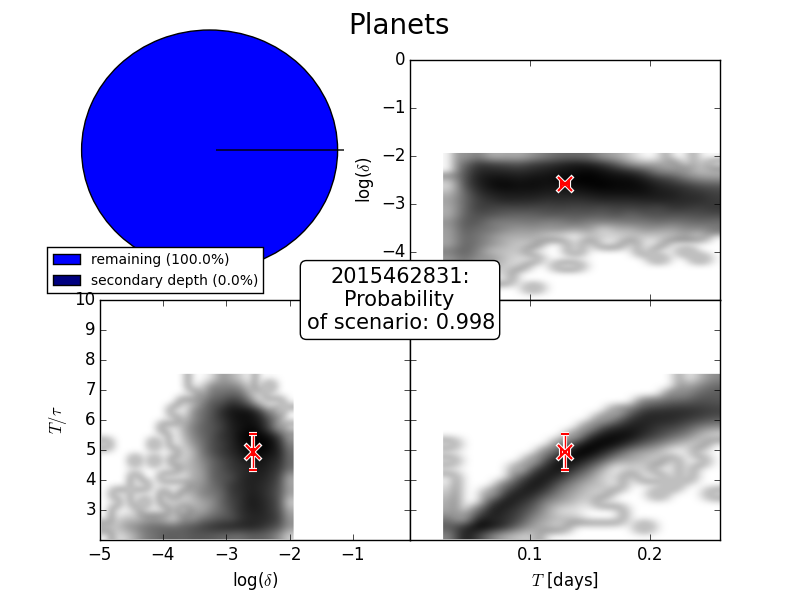 Planets
remaining (100.0%)
secondary depth (0.0%)
0
−1
−2
−3
−4
log(δ)
2015462831:
Probability
of scenario: 0.998
10
9
8
7
6
5
4
3
T/τ
−5
−4
−3
−2
−1
log(δ)
0.1
0.2
T [days]